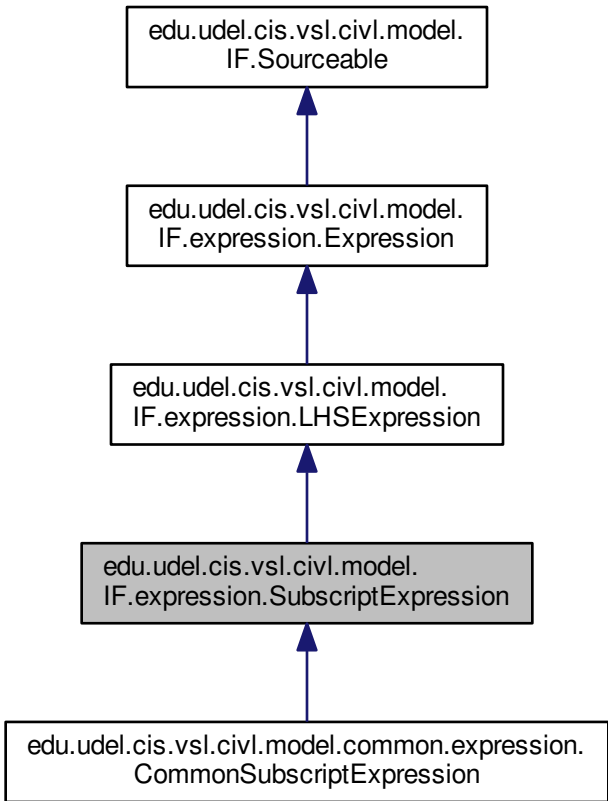 edu.udel.cis.vsl.civl.model.
IF.Sourceable
edu.udel.cis.vsl.civl.model.
IF.expression.Expression
edu.udel.cis.vsl.civl.model.
IF.expression.LHSExpression
edu.udel.cis.vsl.civl.model.
IF.expression.SubscriptExpression
edu.udel.cis.vsl.civl.model.common.expression.
CommonSubscriptExpression